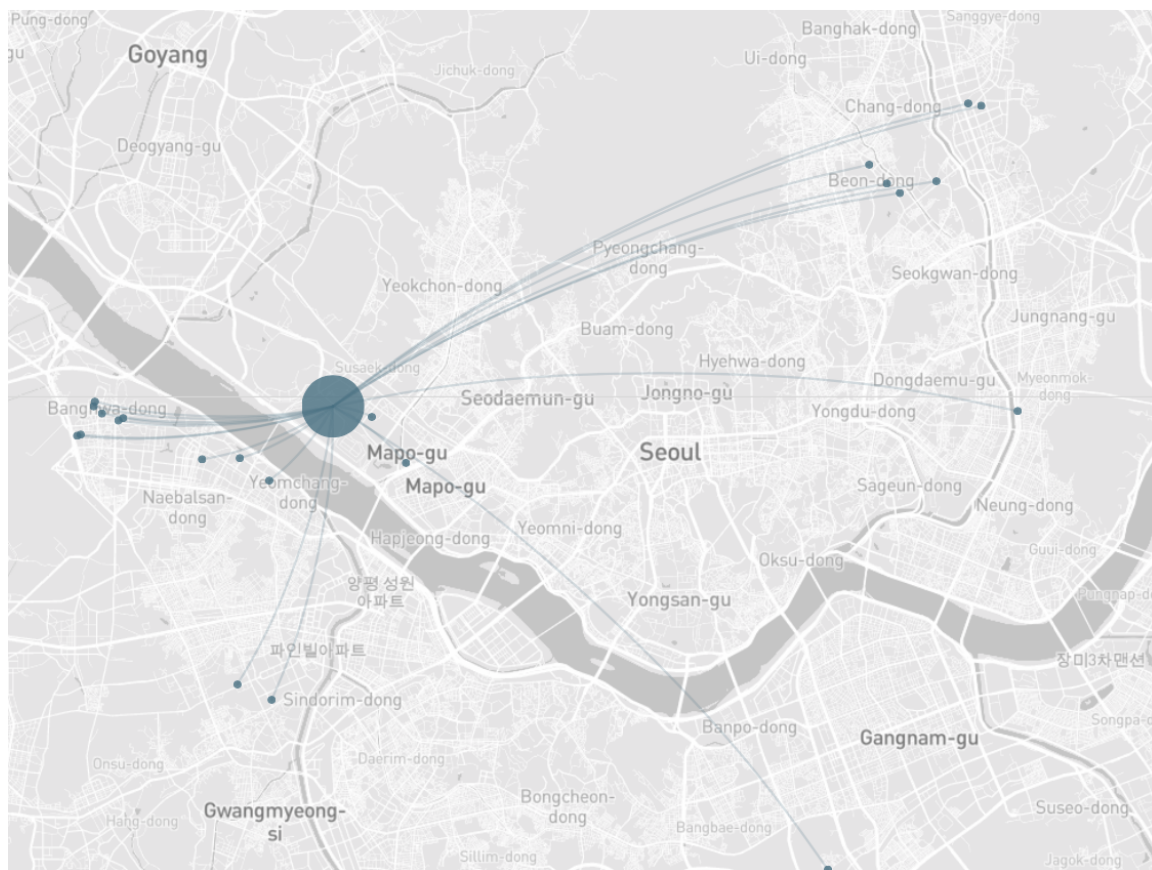 -Pung-dong
gu
Goyang
Jichuk-dong
Banghak-dong
Sanggye-dong
Ui-dong
Chang-dong
Deogyang-gu
Beon-dong
Pyeongchang-
dong
Seokgwan-dong
Yeokchon-dong
Buam-dong
Jungnang-gu
Hyehwa-dong
Susaek-dong
Dongdaemu-gu
Myeonmok-
dong
Seodaemun-gu
Jongno-gu
Yongdu-dong
Banghwa-dong
Mapo-gu
Seoul
Mapo-gu
Yeomchang-
dong
Naebalsan-
dong
Sageun-dong
Neung-dong
Yeomni-dong
Hapjeong-dong
Guui-dong
Oksu-dong
양평 성원
아파트
Yongsan-gu
Pungnap-do
파인빌아파트
장미3차맨션
Sindorim-dong
Banpo-dong
Songpa-d
Gangnam-gu
Daerim-dong
Onsu-dong
Bongcheon-
dong
Gwangmyeong-
si
Suseo-dong
Hang-dong
Bangbae-dong
Sillim-dong
Jagok-dong